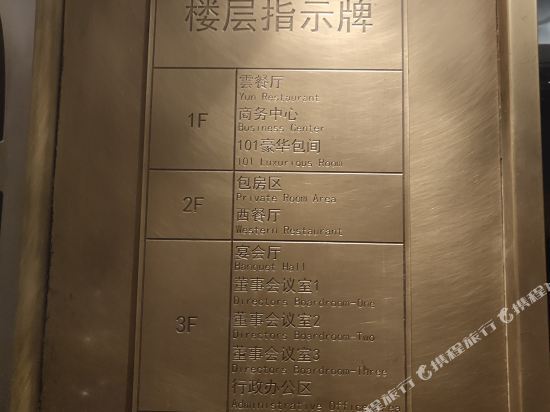 楼层指示牌
1F
雲餐厅
Yun Restaurant
商务中心
Business Center
101豪华包间
101 Luxurious Room
2F
包房区
Private Room Area
西餐厅
Western Restaurant
3F
宴会厅
Banquet Hall
董事会议室1
Directors Boardroom-One
董事会议室2
Directors Boardroom-Two
董事会议室3
Directors Boardroom-Three
行政办公区
Administrative Office Area
携程旅行
携程旅行